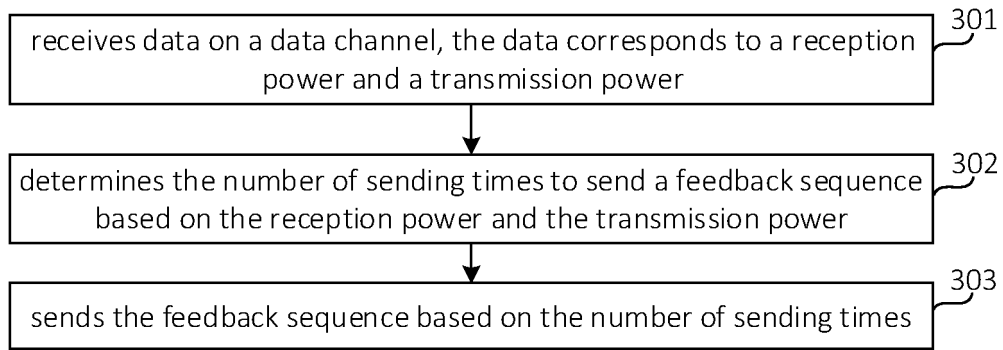 301
receives data on a data channel, the data corresponds to a reception
power and a transmission power
302
determines the number of sending times to send a feedback sequence
based on the reception power and the transmission power
303
sends the feedback sequence based on the number of sending times